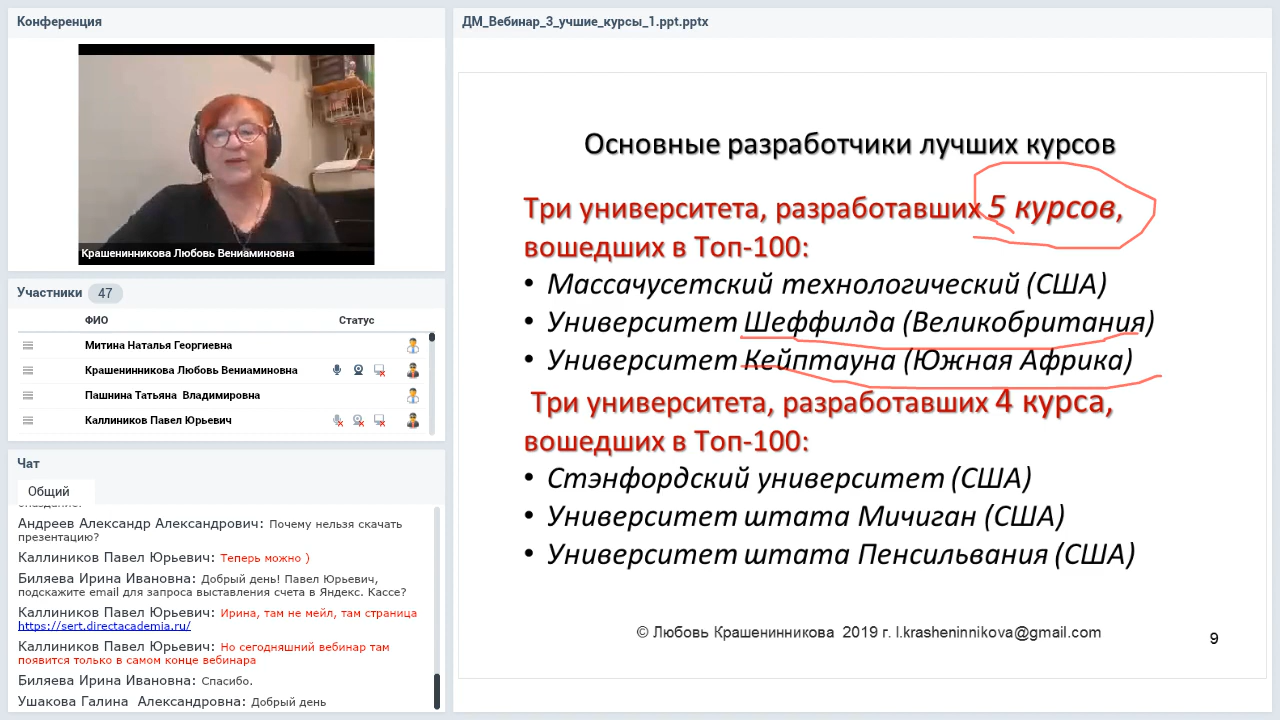 Конференция
Крашенинникова Любовь Вениаминовна
Участники 47
ФИО Статус
Митина Наталья Георгиевна
Крашенинникова Любовь Вениаминовна
Пашнина Татьяна Владимировна
Каллиников Павел Юрьевич
Чат
Общий
Андреев Александр Александрович: Почему нельзя скачать
презентацию?
Каллиников Павел Юрьевич: Теперь можно )
Биляева Ирина Ивановна: Добрый день! Павел Юрьевич,
подскажите email для запроса выставления счета в Яндекс. Кассе?
Каллиников Павел Юрьевич: Ирина, там не мейл, там страница
https://sert.directacademia.ru/
Каллиников Павел Юрьевич: Но сегодняшний вебинар там
появится только в самом конце вебинара
Биляева Ирина Ивановна: Спасибо.
Ушакова Галина Александровна: Добрый день
ДМ_Вебинар_3_учшие_курсы_1.ppt.pptx
Основные разработчики лучших курсов
Три университета, разработавших 5 курсов,
вошедших в Топ-100:
• Массачусетский технологический (США)
• Университет Шеффилда (Великобритания)
• Университет Кейптауна (Южная Африка)
Три университета, разработавших 4 курса,
вошедших в Топ-100:
• Стэнфордский университет (США)
• Университет штата Мичиган (США)
• Университет штата Пенсильвания (США)
© Любовь Крашенинникова 2019 г. l.krasheninnikova@gmail.com
9